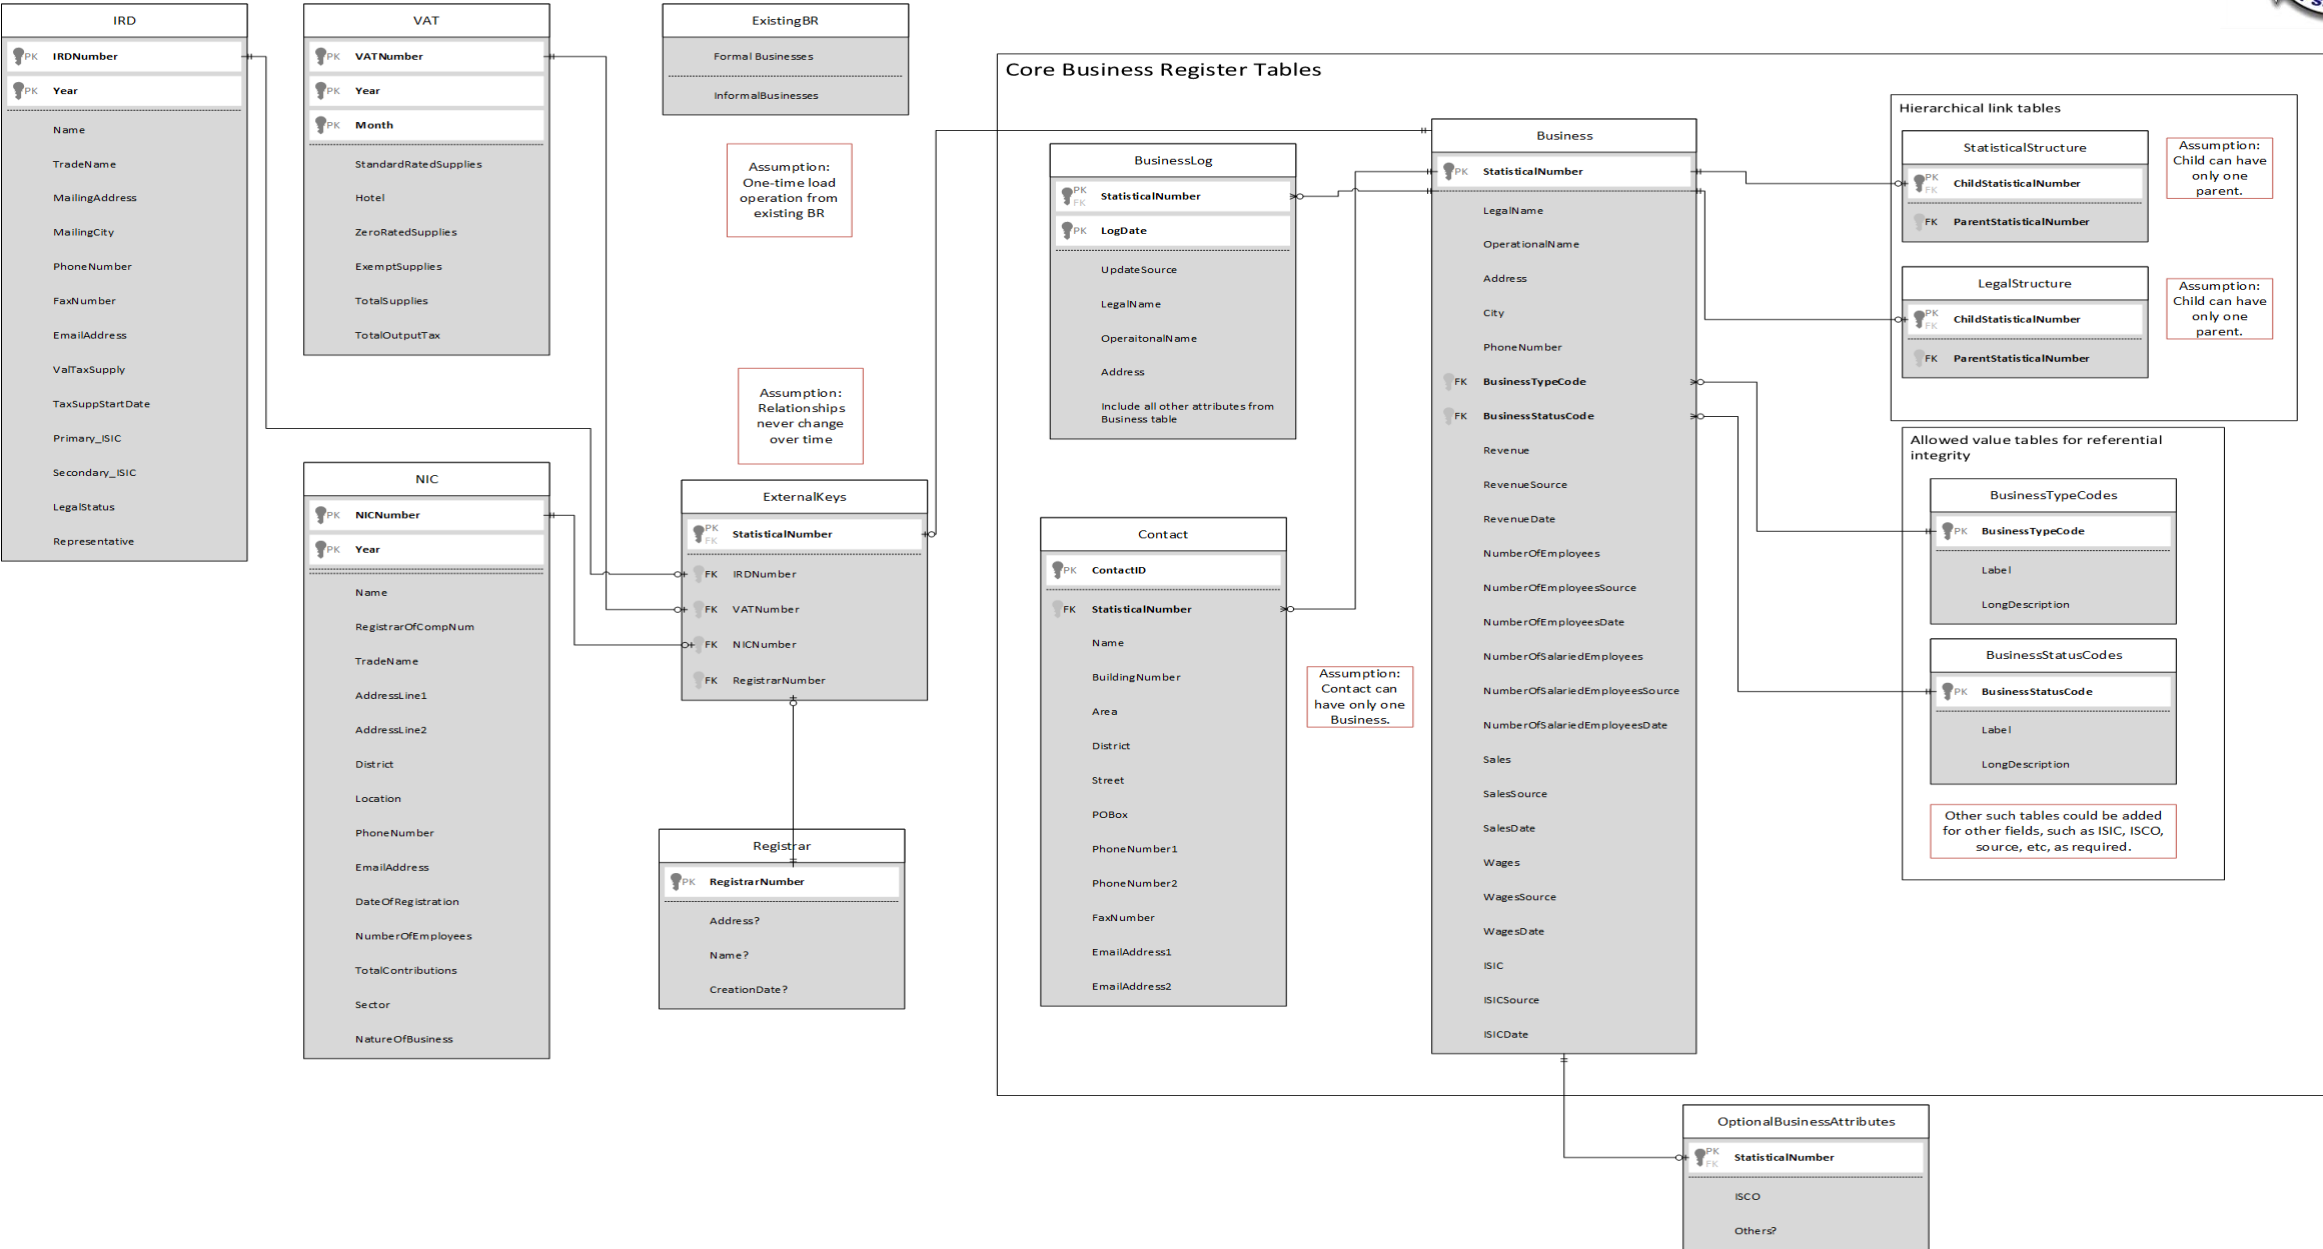 IRD
PK IRDNumber
PK Year
Name
TradeName
MailingAddress
MailingCity
PhoneNumber
FaxNumber
EmailAddress
ValTaxSupply
TaxSuppStartDate
Primary_ISIC
Secondary_ISIC
LegalStatus
Representative
VAT
PK VATNumber
PK Year
PK Month
StandardRatedSupplies
Hotel
ZeroRatedSupplies
ExemptSupplies
TotalSupplies
TotalOutputTax
NIC
PK NICNumber
PK Year
Name
RegistrarOfCompNum
TradeName
AddressLine1
AddressLine2
District
Location
PhoneNumber
EmailAddress
DateOfRegistration
NumberOfEmployees
TotalContributions
Sector
NatureOfBusiness
ExistingBR
Formal Businesses
InformalBusinesses
Assumption:
One-time load
operation from
existing BR
Assumption:
Relationships
never change
over time
ExternalKeys
PK
FK StatisticalNumber
FK IRDNumber
FK VATNumber
FK NICNumber
FK RegistrarNumber
Registrar
PK RegistrarNumber
Address?
Name?
CreationDate?
Core Business Register Tables
BusinessLog
PK
FK StatisticalNumber
PK LogDate
UpdateSource
LegalName
OperaitonalName
Address
Include all other attributes from
Business table
Contact
PK ContactID
FK StatisticalNumber
Name
BuildingNumber
Area
District
Street
POBox
PhoneNumber1
PhoneNumber2
FaxNumber
EmailAddress1
EmailAddress2
Assumption:
Contact can
have only one
Business.
Business
PK StatisticalNumber
LegalName
OperationalName
Address
City
PhoneNumber
FK BusinessTypeCode
FK BusinessStatusCode
Revenue
RevenueSource
RevenueDate
NumberOfEmployees
NumberOfEmployeesSource
NumberOfEmployeesDate
NumberOfSalariedEmployees
NumberOfSalariedEmployeesSource
NumberOfSalariedEmployeesDate
Sales
SalesSource
SalesDate
Wages
WagesSource
WagesDate
ISIC
ISICSource
ISICDate
Hierarchical link tables
StatisticalStructure
PK
FK ChildStatisticalNumber
FK ParentStatisticalNumber
Assumption:
Child can have
only one
parent.
LegalStructure
PK
FK ChildStatisticalNumber
FK ParentStatisticalNumber
Assumption:
Child can have
only one
parent.
Allowed value tables for referential
integrity
BusinessTypeCodes
PK BusinessTypeCode
Label
LongDescription
BusinessStatusCodes
PK BusinessStatusCode
Label
LongDescription
Other such tables could be added
for other fields, such as ISIC, ISCO,
source, etc, as required.
OptionalBusinessAttributes
PK
FK StatisticalNumber
ISCO
Others?